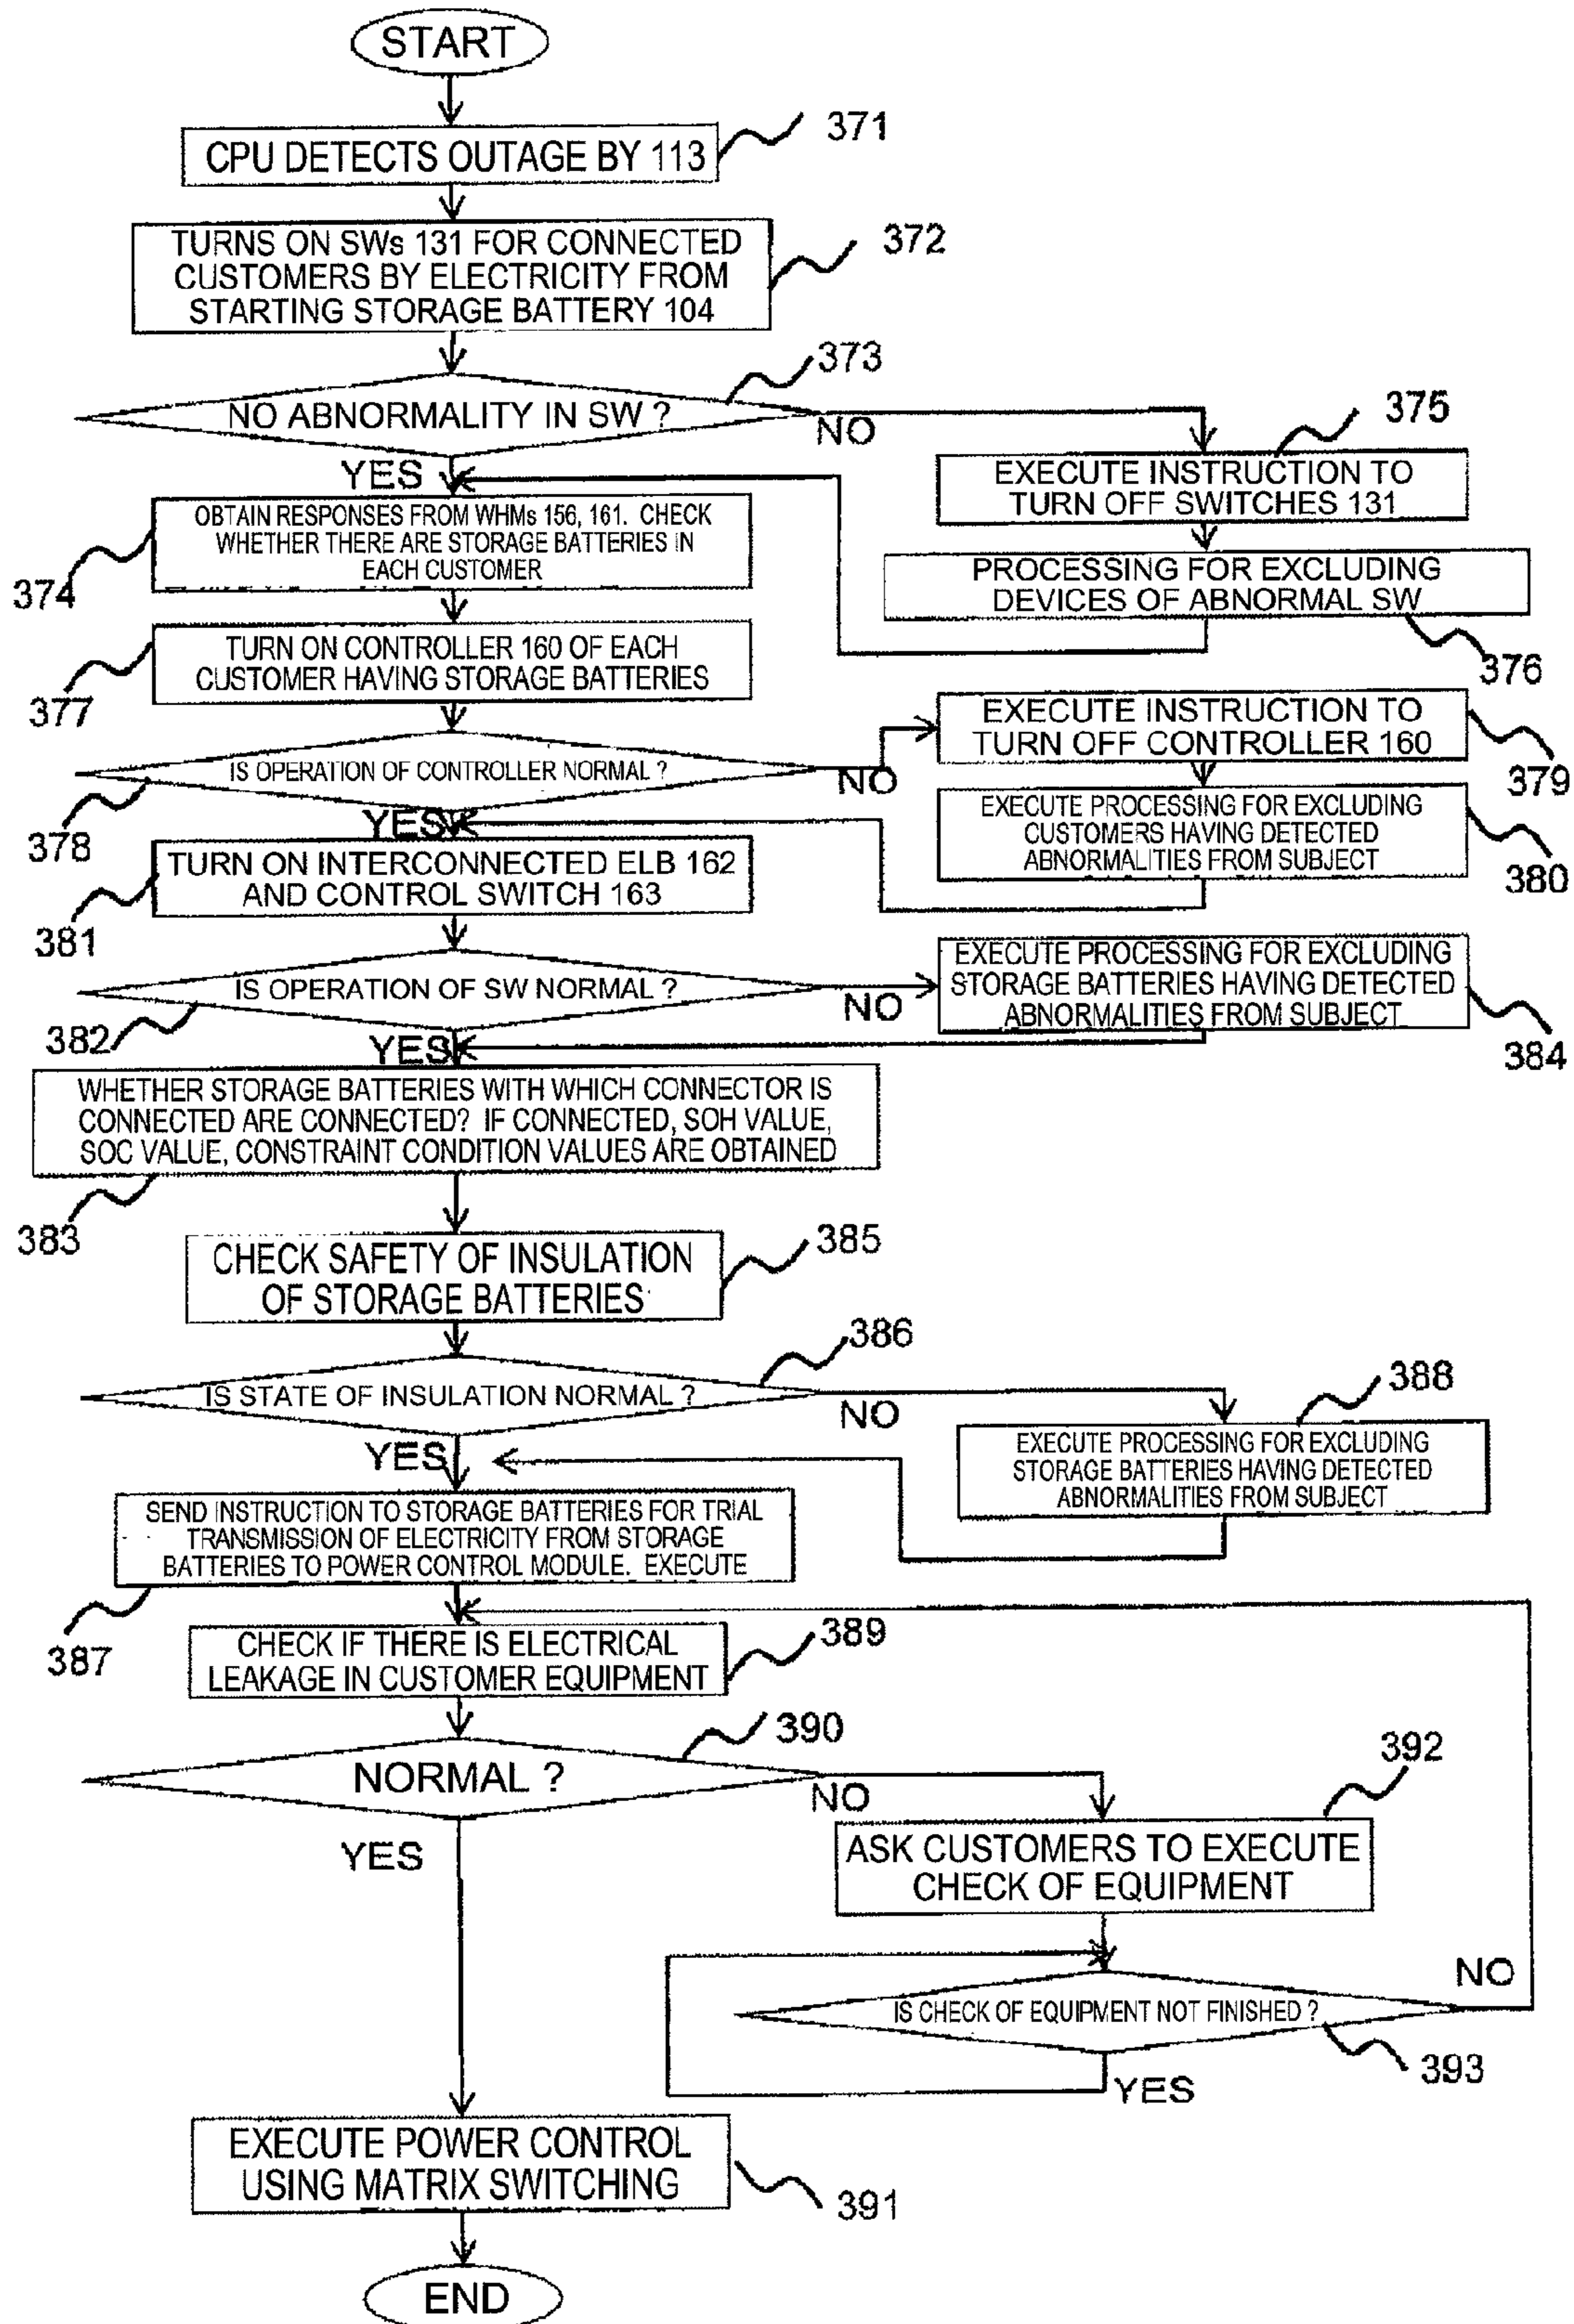 START
371
CPU DETECTS OUTAGE BY 113
372
TURNS ON SWs 131 FOR CONNECTED
CUSTOMERS BY ELECTRICITY FROM
STARTING STORAGE BATTERY 104
373
NO ABNORMALITY IN SW ?
NO
YES
375
EXECUTE INSTRUCTION TO
TURN OFF SWITCHES 131
OBTAIN RESPONSES FROM WHMs 156, 161. CHECK
WHETHER THERE ARE STORAGE BATTERIES IN
EACH CUSTOMER
374
PROCESSING FOR EXCLUDING
DEVICES OF ABNORMAL SW
376
TURN ON CONTROLLER 160 OF EACH
CUSTOMER HAVING STORAGE BATTERIES
377
IS OPERATION OF CONTROLLER NORMAL ?
NO
YES
378
EXECUTE INSTRUCTION TO
TURN OFF CONTROLLER 160
379
EXECUTE PROCESSING FOR EXCLUDING
CUSTOMERS HAVING DETECTED
ABNORMALITIES FROM SUBJECT
380
TURN ON INTERCONNECTED ELB 162
AND CONTROL SWITCH 163
381
IS OPERATION OF SW NORMAL ?
NO
YES
382
EXECUTE PROCESSING FOR EXCLUDING
STORAGE BATTERIES HAVING DETECTED
ABNORMALITIES FROM SUBJECT
384
WHETHER STORAGE BATTERIES WITH WHICH CONNECTOR IS
CONNECTED ARE CONNECTED? IF CONNECTED, SOH VALUE,
SOC VALUE, CONSTRAINT CONDITION VALUES ARE OBTAINED
383
CHECK SAFETY OF INSULATION
OF STORAGE BATTERIES
385
386
IS STATE OF INSULATION NORMAL ?
NO
YES
388
EXECUTE PROCESSING FOR EXCLUDING
STORAGE BATTERIES HAVING DETECTED
ABNORMALITIES FROM SUBJECT
SEND INSTRUCTION TO STORAGE BATTERIES FOR TRIAL
TRANSMISSION OF ELECTRICITY FROM STORAGE
BATTERIES TO POWER CONTROL MODULE. EXECUTE
387
CHECK IF THERE IS ELECTRICAL
LEAKAGE IN CUSTOMER EQUIPMENT
389
390
NORMAL ?
NO
YES
392
ASK CUSTOMERS TO EXECUTE
CHECK OF EQUIPMENT
IS CHECK OF EQUIPMENT NOT FINISHED ?
NO
393
YES
EXECUTE POWER CONTROL
USING MATRIX SWITCHING
391
END